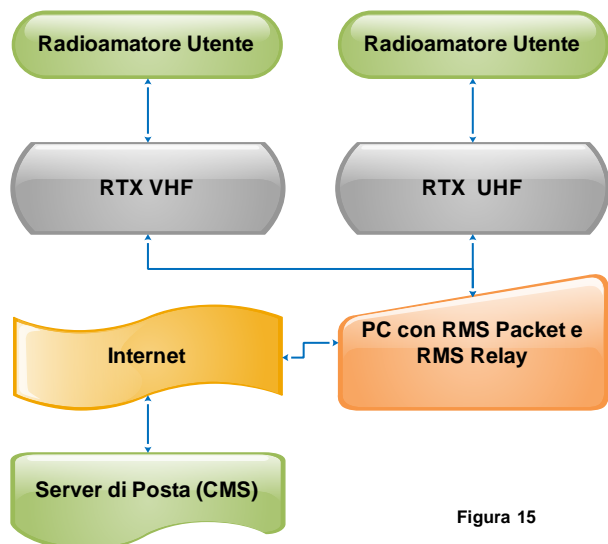 Radioamatore Utente
Radioamatore Utente
RTX VHF
RTX UHF
PC con RMS Packet e
RMS Relay
Internet
Server di Posta (CMS)
Figura 15